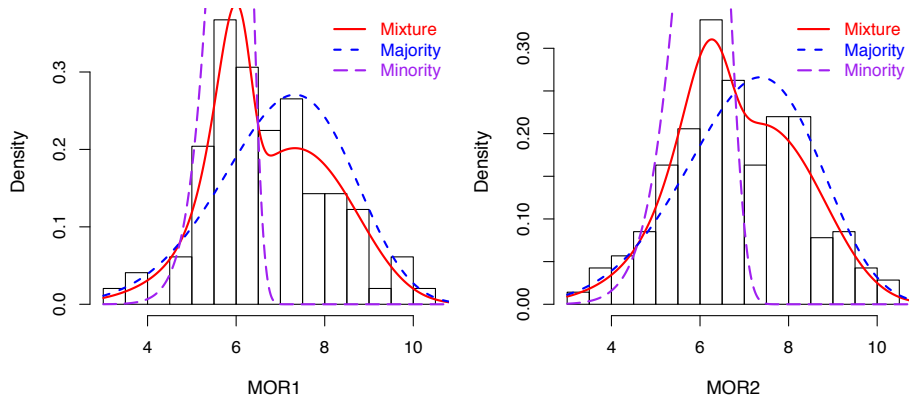 Mixture
Majority
Minority
Density
0.0 0.1 0.2 0.3
4 6 8 10
MOR1
Mixture
Majority
Minority
Density
0.00 0.10 0.20 0.30
4 6 8 10
MOR2